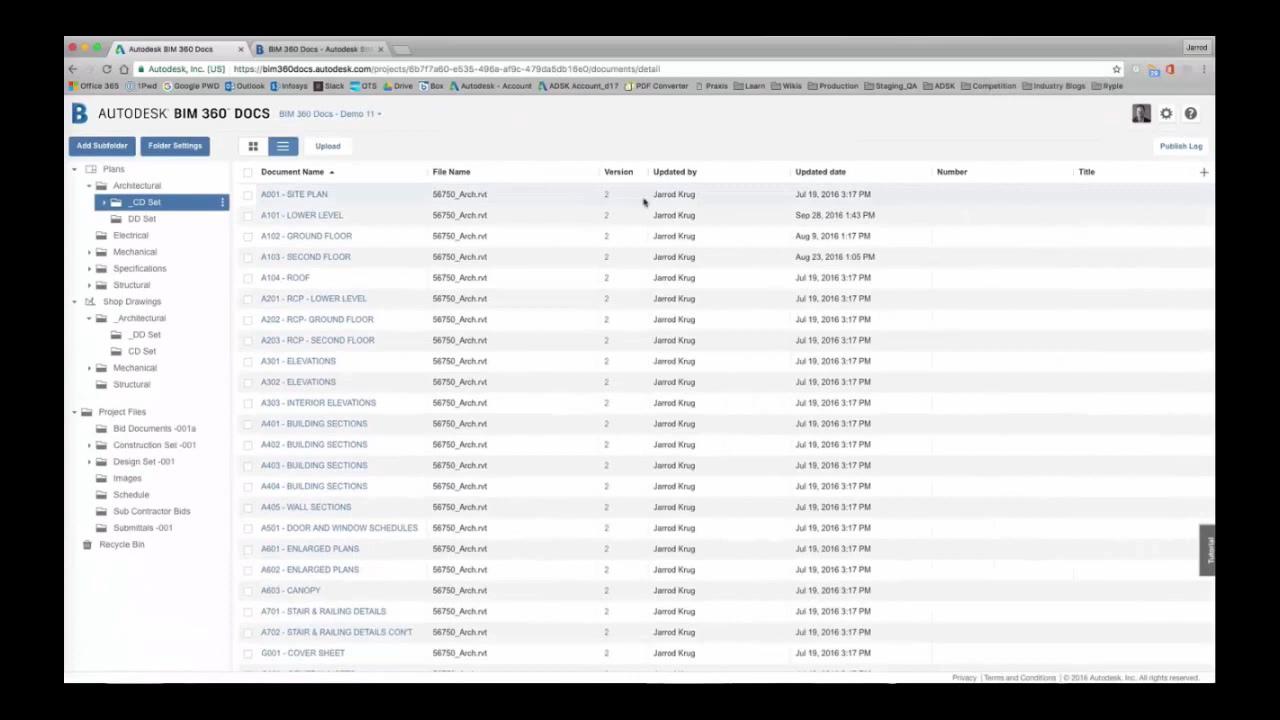 Autodesk BIM 360 Docs
BIM 360 Docs - Autodesk BIM
Jarrod
Autodesk, Inc. [US] https://bim360docs.autodesk.com/projects/6b7f7a60-e535-496a-af9c-479da5db16e0/documents/detail
Office 365 1Pwd Google PWD Outlook Infosys Slack OTS Drive Box Autodesk - Account ADSK Account_d17 PDF Converter Praxis Learn Wikis Production Staging_QA ADSK Competition Industry Blogs Ryple
AUTODESK BIM 360 DOCS BIM 360 Docs - Demo 11
Add Subfolder Folder Settings Upload Publish Log
Plans
Architectural
_CD Set
DD Set
Electrical
Mechanical
Specifications
Structural
Shop Drawings
_Architectural
_DD Set
CD Set
Mechanical
Structural
Project Files
Bid Documents -001a
Construction Set -001
Design Set -001
Images
Schedule
Sub Contractor Bids
Submittals -001
Recycle Bin
Document Name File Name Version Updated by Updated date Number Title
A001 - SITE PLAN 56750_Arch.rvt 2 Jarrod Krug Jul 19, 2016 3:17 PM
A101 - LOWER LEVEL 56750_Arch.rvt 2 Jarrod Krug Sep 28, 2016 1:43 PM
A102 - GROUND FLOOR 56750_Arch.rvt 2 Jarrod Krug Aug 9, 2016 1:17 PM
A103 - SECOND FLOOR 56750_Arch.rvt 2 Jarrod Krug Aug 23, 2016 1:05 PM
A104 - ROOF 56750_Arch.rvt 2 Jarrod Krug Jul 19, 2016 3:17 PM
A201 - RCP - LOWER LEVEL 56750_Arch.rvt 2 Jarrod Krug Jul 19, 2016 3:17 PM
A202 - RCP- GROUND FLOOR 56750_Arch.rvt 2 Jarrod Krug Jul 19, 2016 3:17 PM
A203 - RCP - SECOND FLOOR 56750_Arch.rvt 2 Jarrod Krug Jul 19, 2016 3:17 PM
A301 - ELEVATIONS 56750_Arch.rvt 2 Jarrod Krug Jul 19, 2016 3:17 PM
A302 - ELEVATIONS 56750_Arch.rvt 2 Jarrod Krug Jul 19, 2016 3:17 PM
A303 - INTERIOR ELEVATIONS 56750_Arch.rvt 2 Jarrod Krug Jul 19, 2016 3:17 PM
A401 - BUILDING SECTIONS 56750_Arch.rvt 2 Jarrod Krug Jul 19, 2016 3:17 PM
A402 - BUILDING SECTIONS 56750_Arch.rvt 2 Jarrod Krug Jul 19, 2016 3:17 PM
A403 - BUILDING SECTIONS 56750_Arch.rvt 2 Jarrod Krug Jul 19, 2016 3:17 PM
A404 - BUILDING SECTIONS 56750_Arch.rvt 2 Jarrod Krug Jul 19, 2016 3:17 PM
A405 - WALL SECTIONS 56750_Arch.rvt 2 Jarrod Krug Jul 19, 2016 3:17 PM
A501 - DOOR AND WINDOW SCHEDULES 56750_Arch.rvt 2 Jarrod Krug Jul 19, 2016 3:17 PM
A601 - ENLARGED PLANS 56750_Arch.rvt 2 Jarrod Krug Jul 19, 2016 3:17 PM
A602 - ENLARGED PLANS 56750_Arch.rvt 2 Jarrod Krug Jul 19, 2016 3:17 PM
A603 - CANOPY 56750_Arch.rvt 2 Jarrod Krug Jul 19, 2016 3:17 PM
A701 - STAIR & RAILING DETAILS 56750_Arch.rvt 2 Jarrod Krug Jul 19, 2016 3:17 PM
A702 - STAIR & RAILING DETAILS CON'T 56750_Arch.rvt 2 Jarrod Krug Jul 19, 2016 3:17 PM
G001 - COVER SHEET 56750_Arch.rvt 2 Jarrod Krug Jul 19, 2016 3:17 PM
Tutorial
Privacy | Terms and Conditions | © 2016 Autodesk, Inc. All rights reserved.